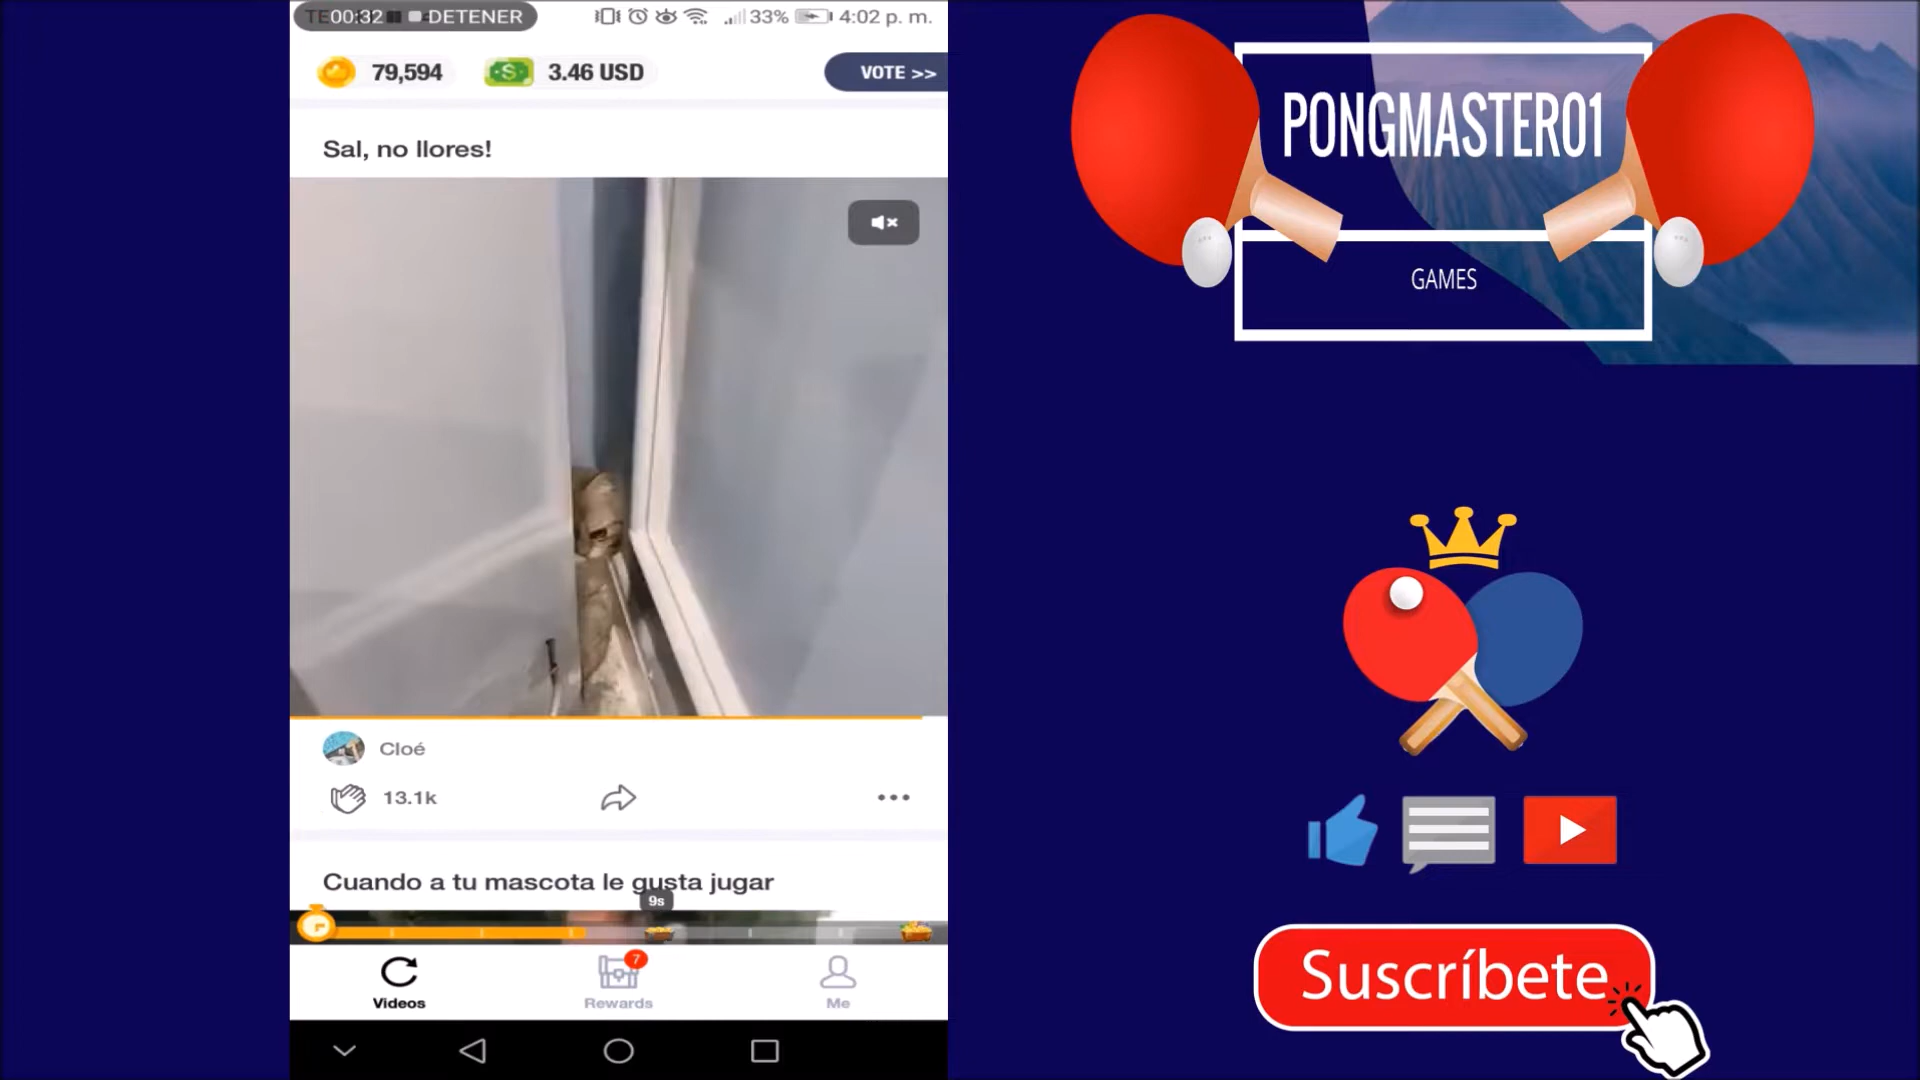 00:32 DETENER
33% 4:02 p. m.
79,594 3.46 USD VOTE >>
Sal, no llores!
Cloé
13.1k
Cuando a tu mascota le gusta jugar
9s
7
Videos Rewards Me
PONGMASTER01
GAMES
Suscríbete